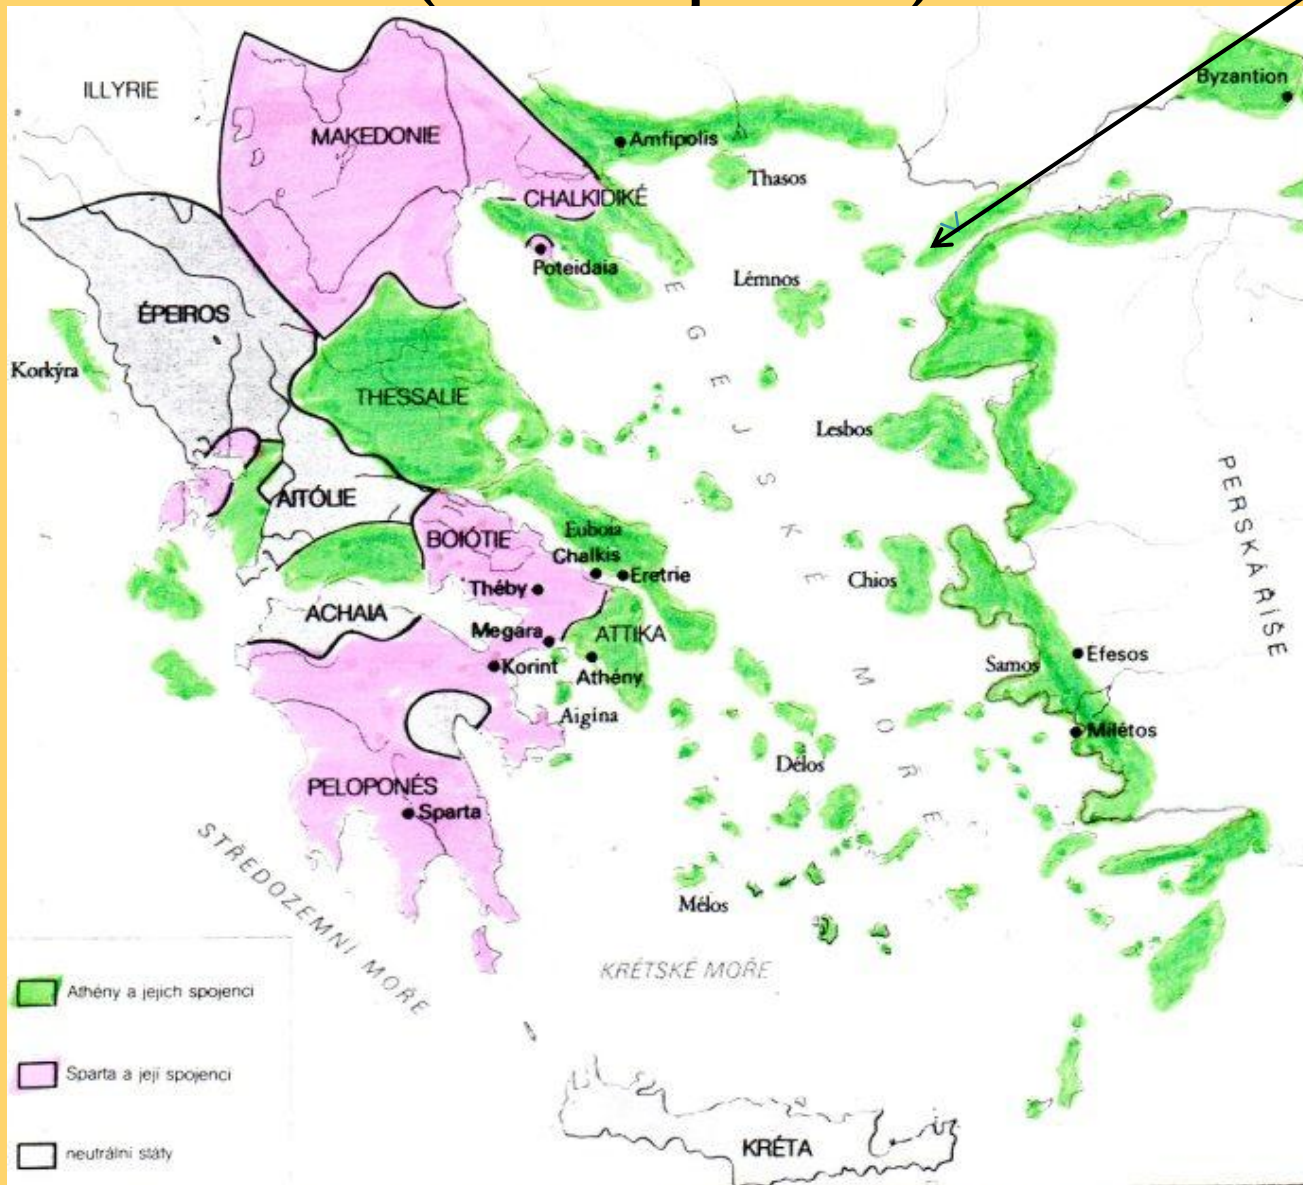 ILLYRIE
Byzantion
MAKEDONIE
Amfipolis
Thasos
CHALKIDIKÉ
Poteidaia
Lémnos
ÉPEIROS
Korkýra
THESSALIE
Lesbos
EGEJSKÉ MOŘE
PERSKÁ ŘÍŠE
AITÓLIE
BOIÓTIE
Euboia
Chalkis
Eretrie
Chios
Théby
ACHAIA
Megara
ATTIKA
Korint
Athény
Samos
Efesos
Aigina
Milétos
Délos
PELOPONÉS
Sparta
STŘEDOZEMNÍ MOŘE
Mélos
KRÉTSKÉ MOŘE
KRÉTA
Athény a jejich spojenci
Sparta a její spojenci
neutrální státy